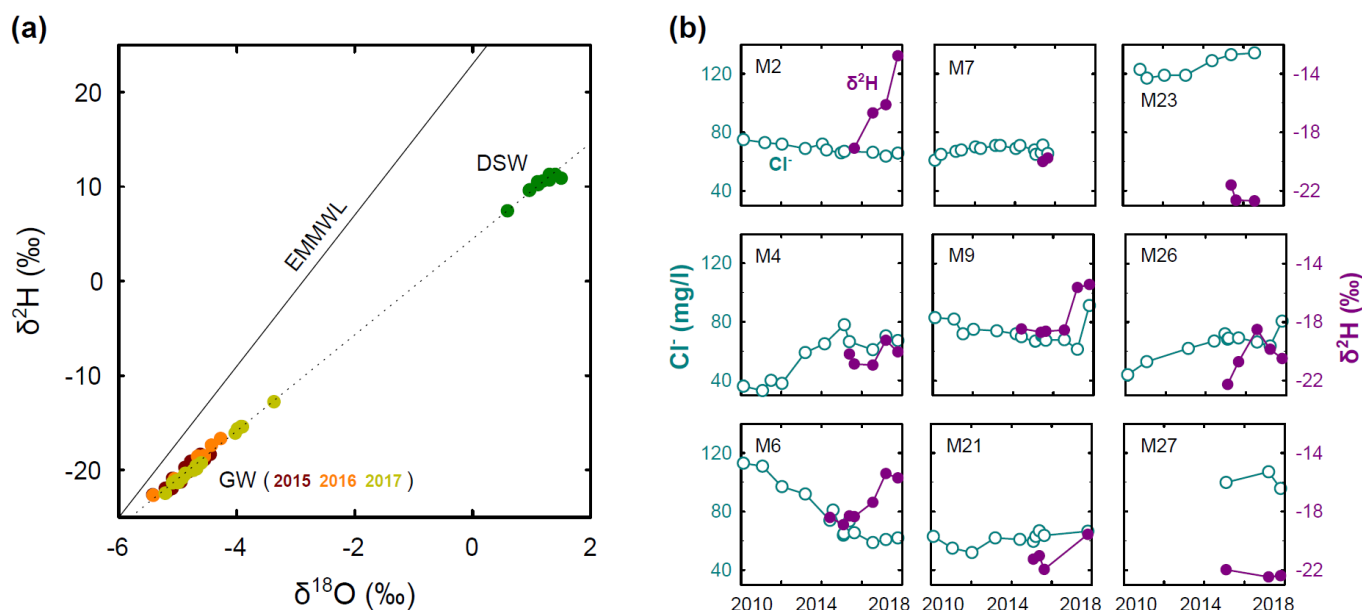 (a)
20
10
0
-10
-20
-6
-4
-2
0
2
δ²H (‰)
δ¹⁸O (‰)
EMMWL
DSW
GW ( 2015 2016 2017 )
(b)
120
80
40
120
80
40
120
80
40
Cl⁻ (mg/l)
M2
δ²H
Cl⁻
M7
M23
M4
M9
M26
M6
M21
M27
-14
-18
-22
-14
-18
-22
-14
-18
-22
δ²H (‰)
2010
2014
2018
2010
2014
2018
2010
2014
2018